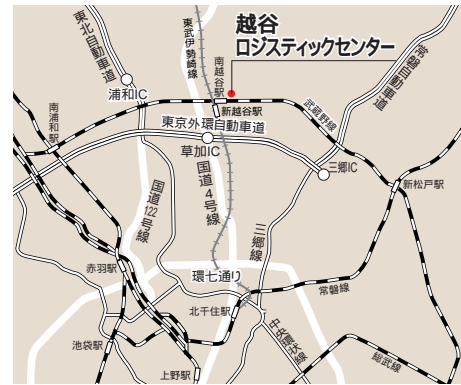 越谷
ロジスティックセンター
東北自動車道
東武伊勢崎線
南越谷駅
常磐自動車道
浦和IC
新越谷駅
武蔵野線
南浦和駅
東京外環自動車道
草加IC
三郷IC
新松戸駅
国道122号線
国道4号線
三郷線
赤羽駅
環七通り
常磐線
北千住駅
中央環状線
池袋駅
総武線
上野駅